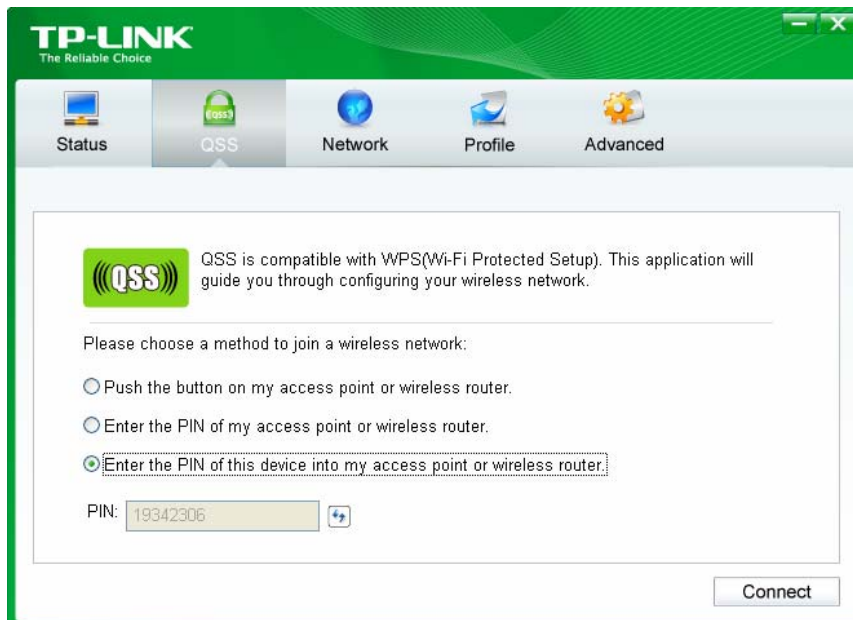 TP-LINK
The Reliable Choice
Status
QSS
QSS
Network
Profile
Advanced
QSS
QSS is compatible with WPS(Wi-Fi Protected Setup). This application will
guide you through configuring your wireless network.
Please choose a method to join a wireless network:
Push the button on my access point or wireless router.
Enter the PIN of my access point or wireless router.
Enter the PIN of this device into my access point or wireless router.
PIN: 19342306
Connect